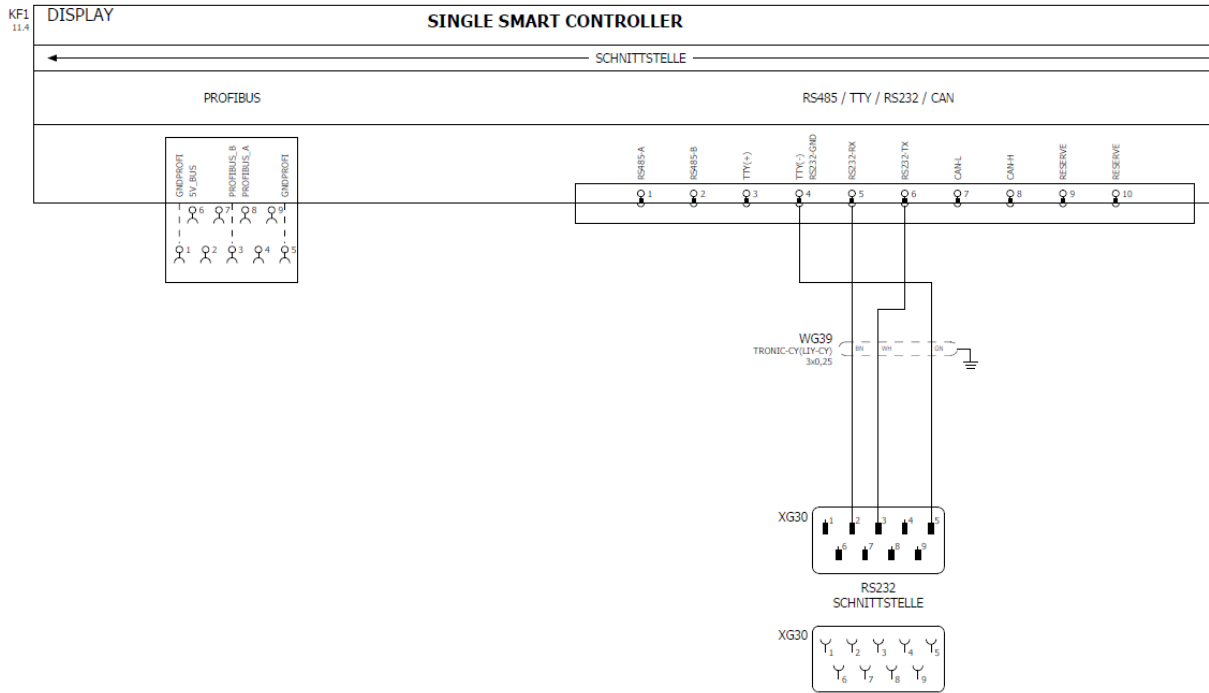 KF1
11.4
DISPLAY
SINGLE SMART CONTROLLER
SCHNITTSTELLE
PROFIBUS
RS485 / TTY / RS232 / CAN
GNDPROFI
5V_BUS
PROFIBUS_B
PROFIBUS_A
GNDPROFI
6 7 8 9
1 2 3 4 5
RS485-A
RS485-B
TTY(+)
TTY(-)
RS232-GND
RS232-RX
RS232-TX
CAN-L
CAN-H
RESERVE
RESERVE
1 2 3 4 5 6 7 8 9 10
WG39
TRONIC-CY(LIY-CY)
3x0,25
BN WH GN
XG30
1 2 3 4 5
6 7 8 9
RS232
SCHNITTSTELLE
XG30
1 2 3 4 5
6 7 8 9